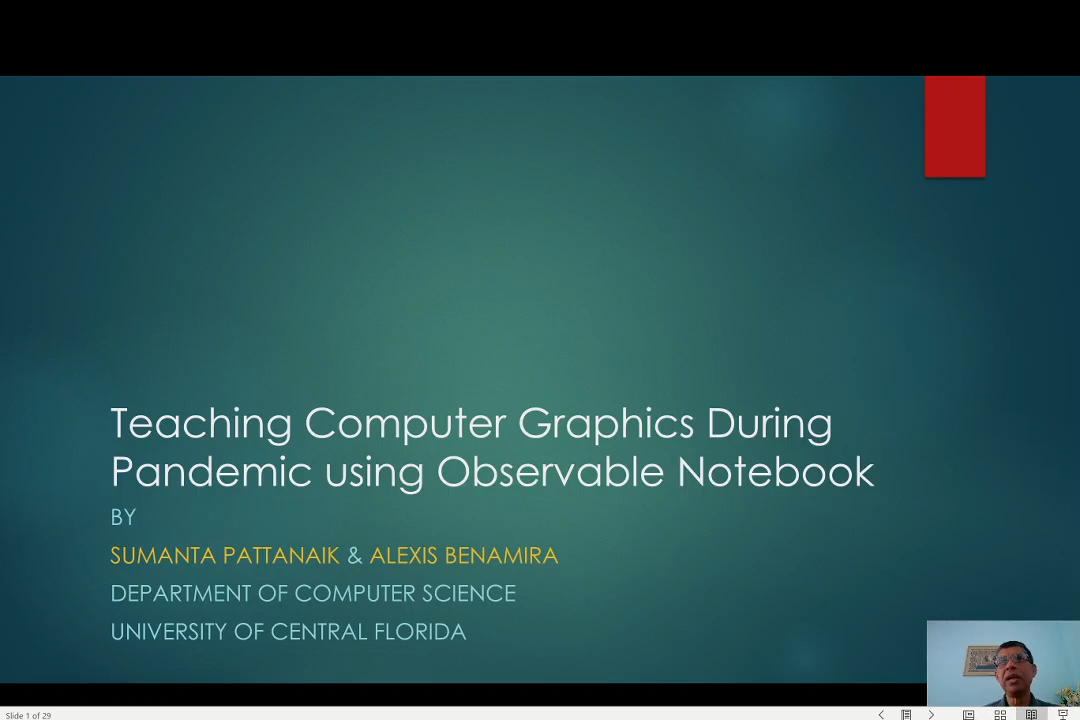 Teaching Computer Graphics During
Pandemic using Observable Notebook
BY
SUMANTA PATTANAIK & ALEXIS BENAMIRA
DEPARTMENT OF COMPUTER SCIENCE
UNIVERSITY OF CENTRAL FLORIDA
Slide 1 of 29